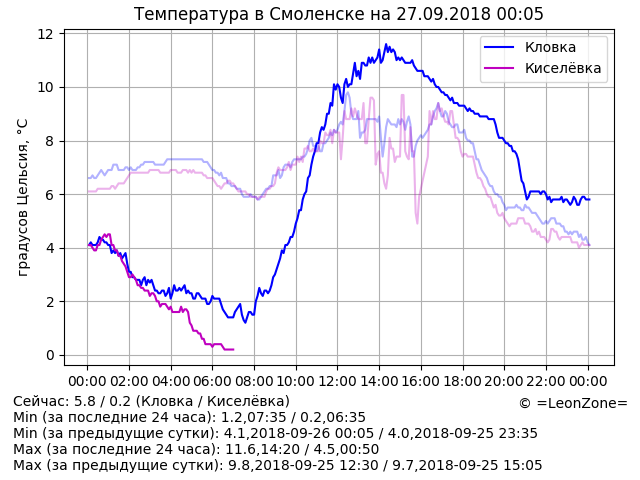 Температура в Смоленске на 27.09.2018 00:05
Кловка
Киселёвка
градусов Цельсия, °C
12
10
8
6
4
2
0
00:00 02:00 04:00 06:00 08:00 10:00 12:00 14:00 16:00 18:00 20:00 22:00 00:00
Сейчас: 5.8 / 0.2 (Кловка / Киселёвка)
© =LeonZone=
Min (за последние 24 часа): 1.2,07:35 / 0.2,06:35
Min (за предыдущие сутки): 4.1,2018-09-26 00:05 / 4.0,2018-09-25 23:35
Max (за последние 24 часа): 11.6,14:20 / 4.5,00:50
Max (за предыдущие сутки): 9.8,2018-09-25 12:30 / 9.7,2018-09-25 15:05